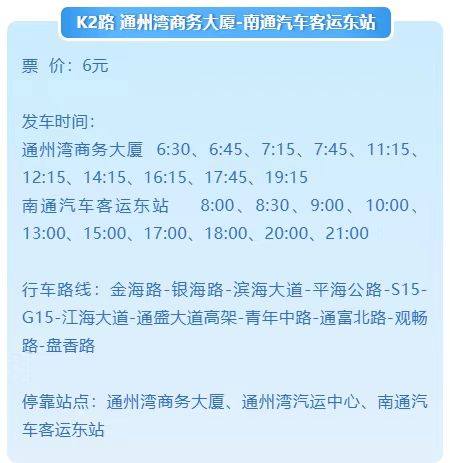 K2路 通州湾商务大厦-南通汽车客运东站
票 价：6元
发车时间：
通州湾商务大厦 6:30、6:45、7:15、7:45、11:15、
12:15、14:15、16:15、17:45、19:15
南通汽车客运东站 8:00、8:30、9:00、10:00、
13:00、15:00、17:00、18:00、20:00、21:00
行车路线：金海路-银海路-滨海大道-平海公路-S15-
G15-江海大道-通盛大道高架-青年中路-通富北路-观畅
路-盘香路
停靠站点：通州湾商务大厦、通州湾汽运中心、南通汽
车客运东站